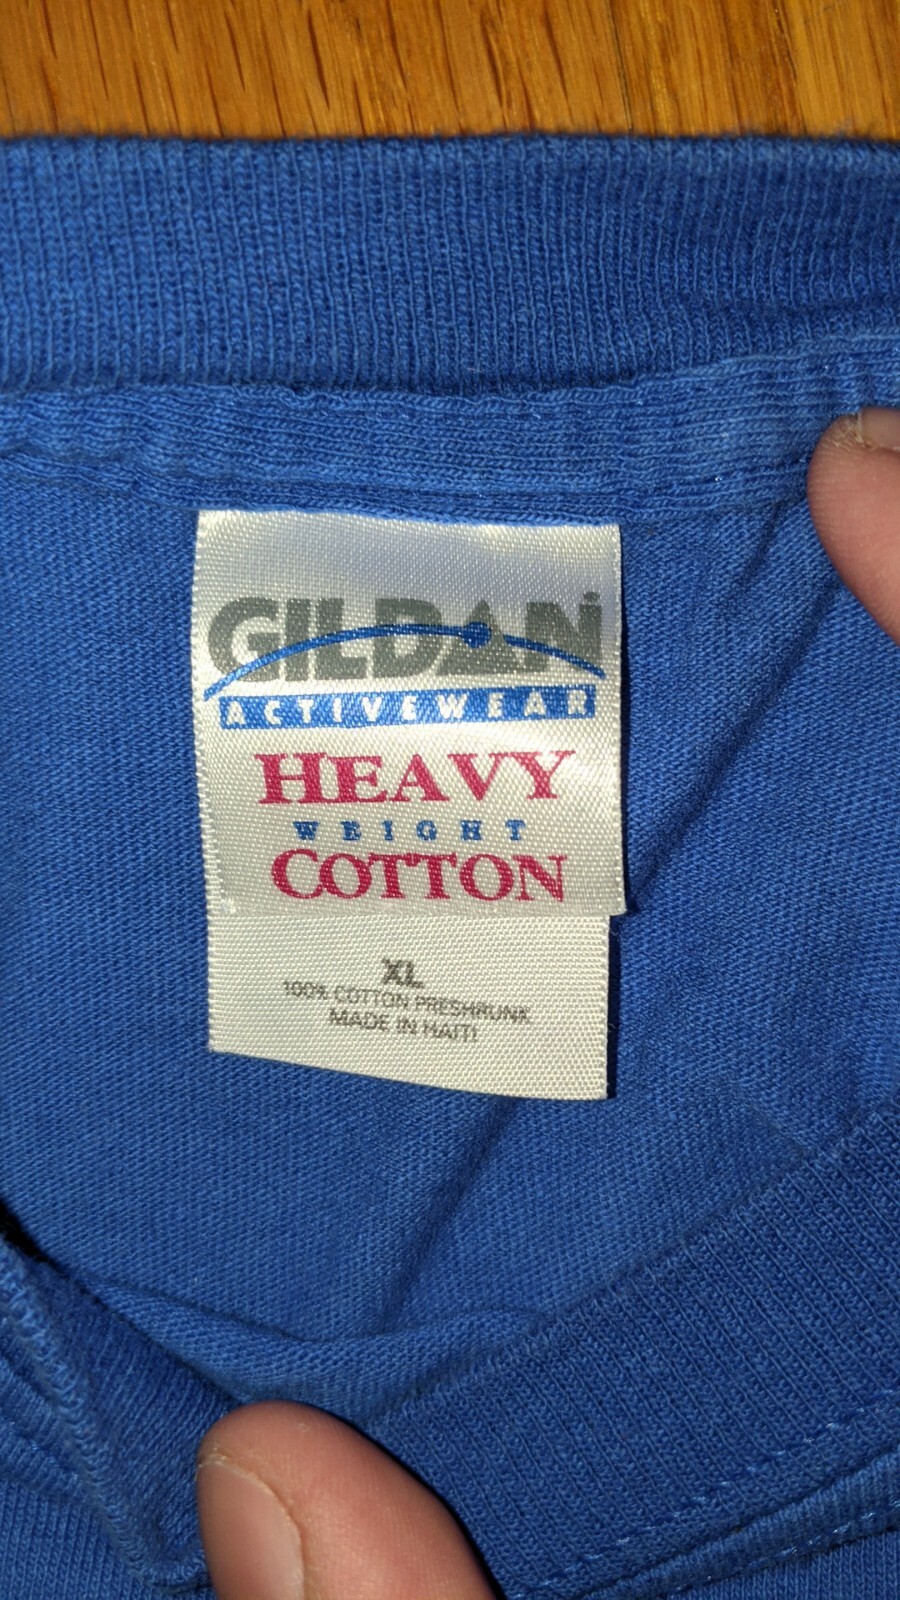 GILDAN
ACTIVEWEAR
HEAVY
WEIGHT
COTTON
XL
100% COTTON PRESHRUNK
MADE IN HAITI